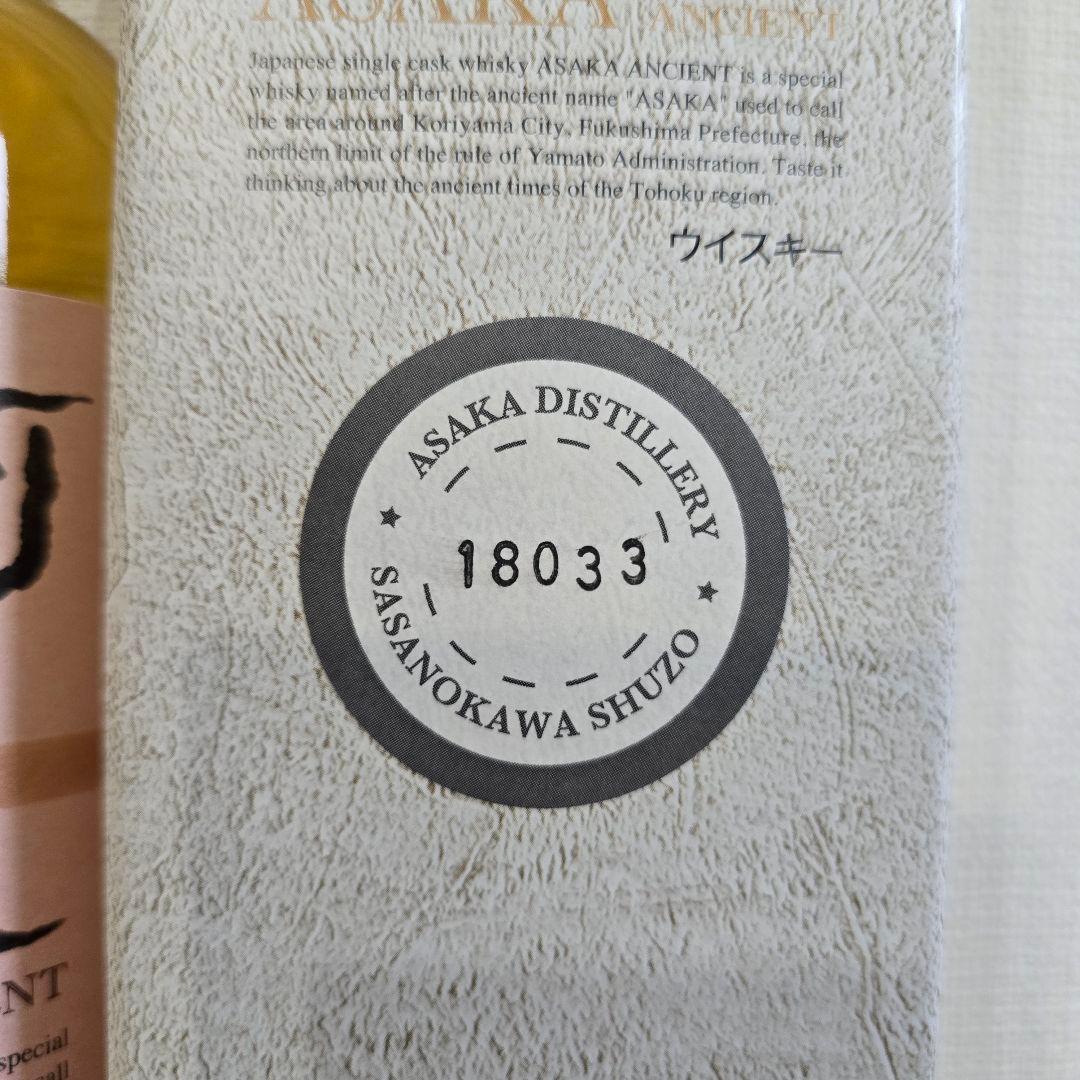 ASAKA ANCIENT
Japanese single cask whisky ASAKA ANCIENT is a special
whisky named after the ancient name "ASAKA" used to call
the area around Koriyama City, Fukushima Prefecture, the
northern limit of the rule of Yamato Administration. Taste it
thinking about the ancient times of the Tohoku region.
ウイスキー
ASAKA DISTILLERY
18033
SASANOKAWA SHUZO
special